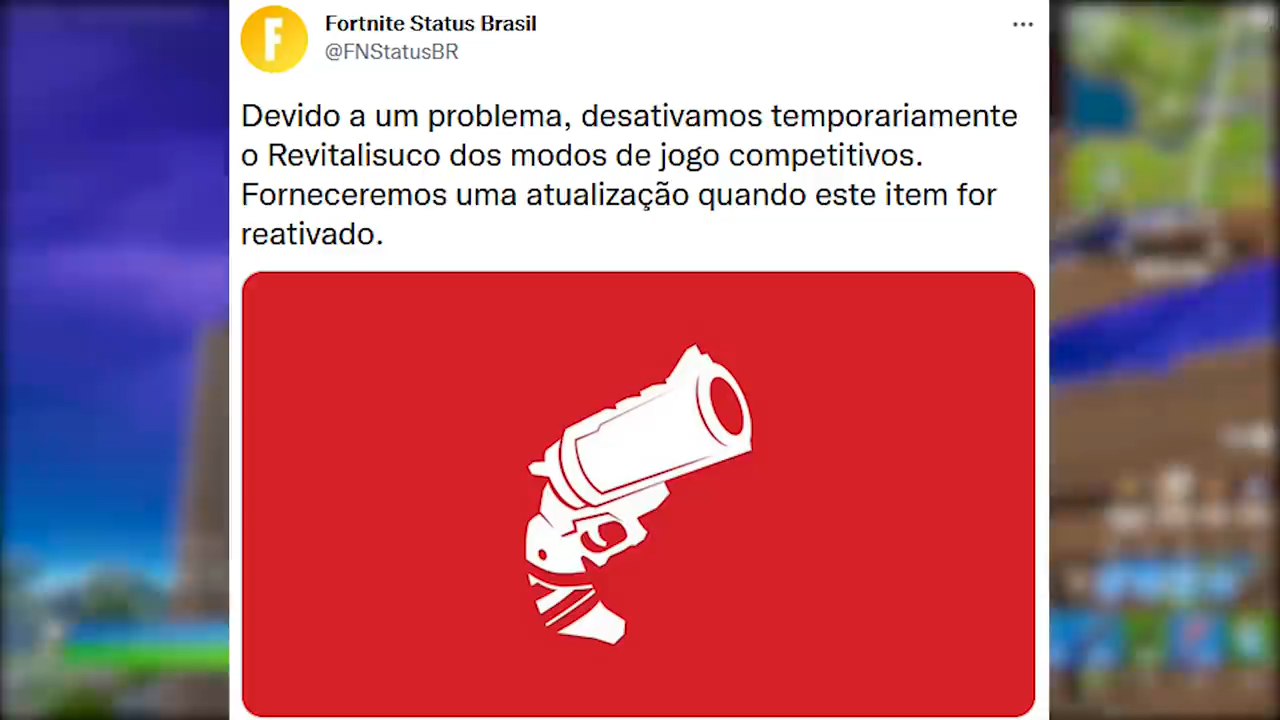 Fortnite Status Brasil
@FNStatusBR
Devido a um problema, desativamos temporariamente
o Revitalisuco dos modos de jogo competitivos.
Forneceremos uma atualização quando este item for
reativado.